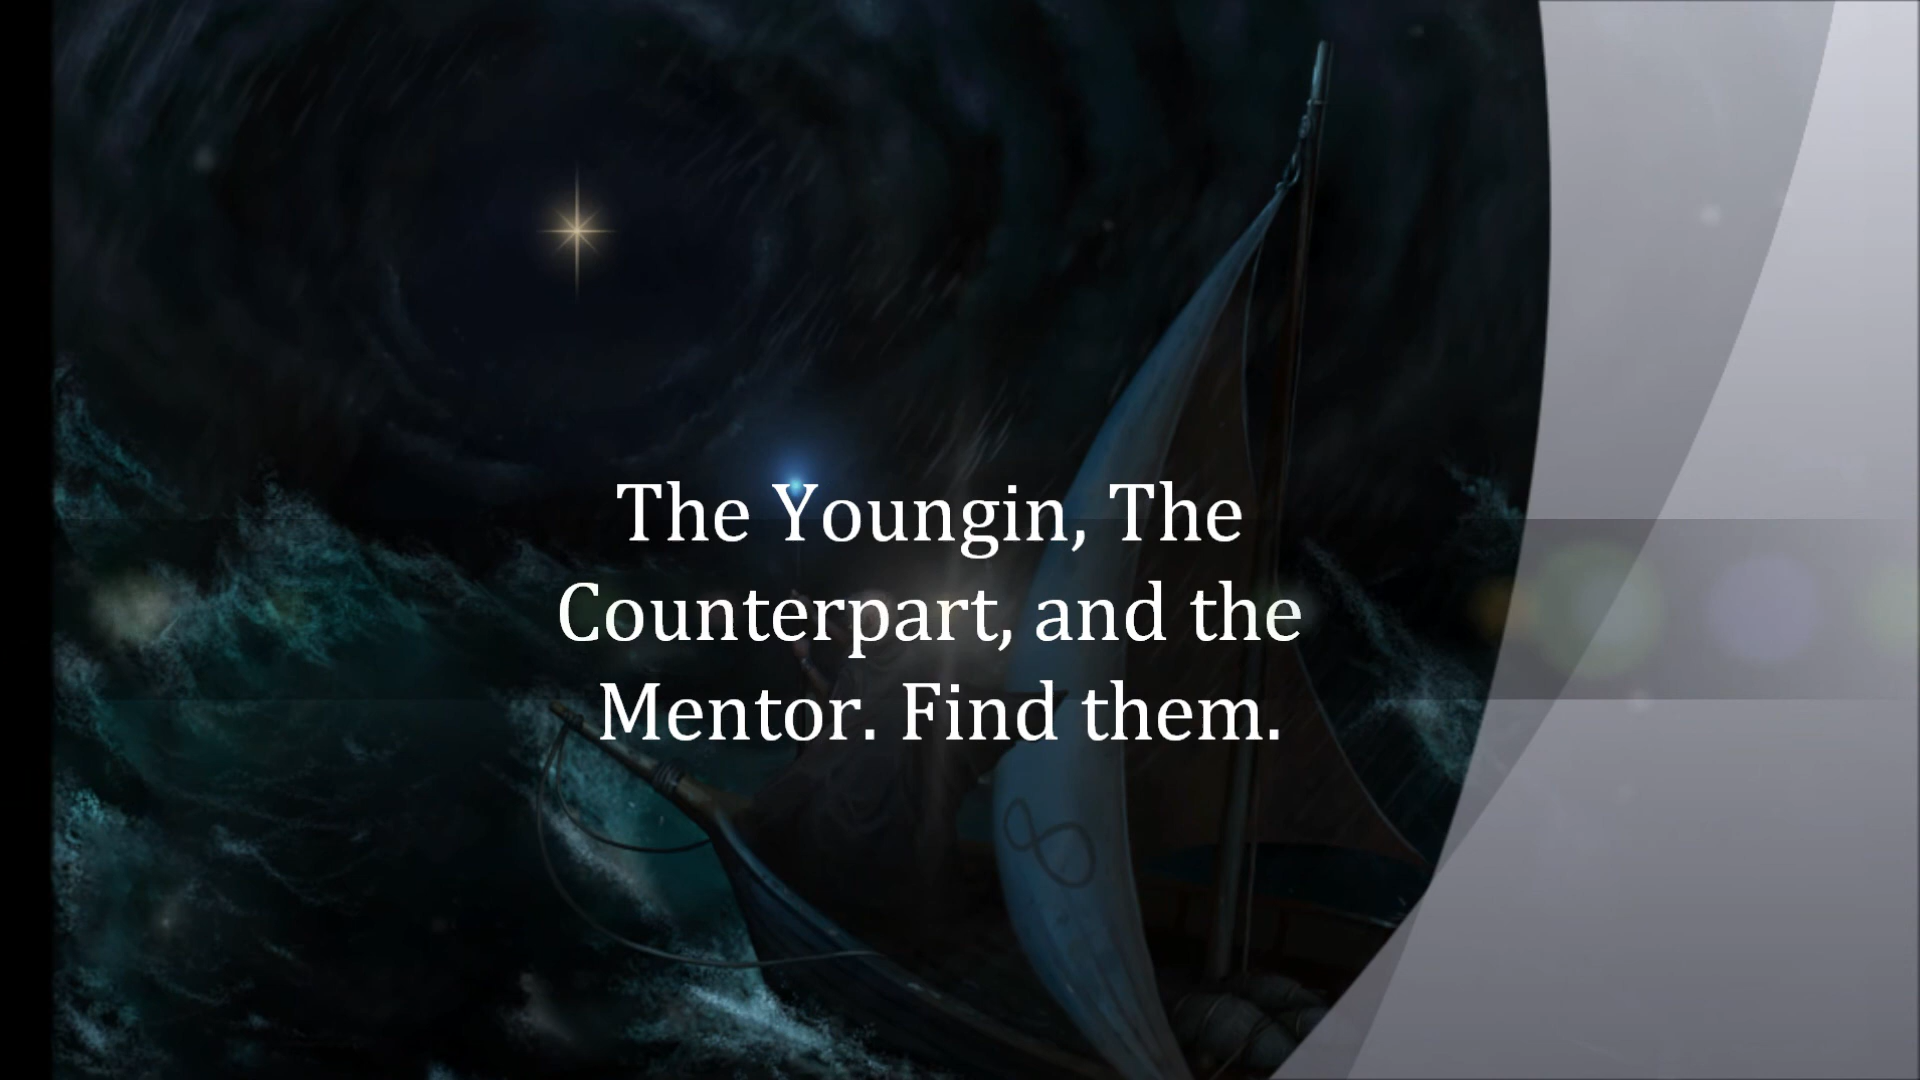 The Youngin, The
Counterpart, and the
Mentor. Find them.